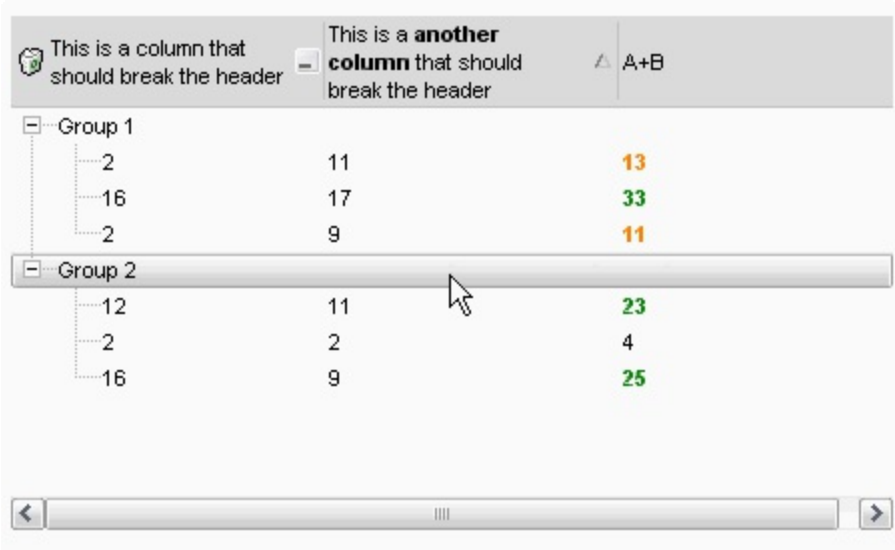 This is a column that
should break the header
This is a another
column that should
break the header
A+B
Group 1
2 11 13
16 17 33
2 9 11
Group 2
12 11 23
2 2 4
16 9 25